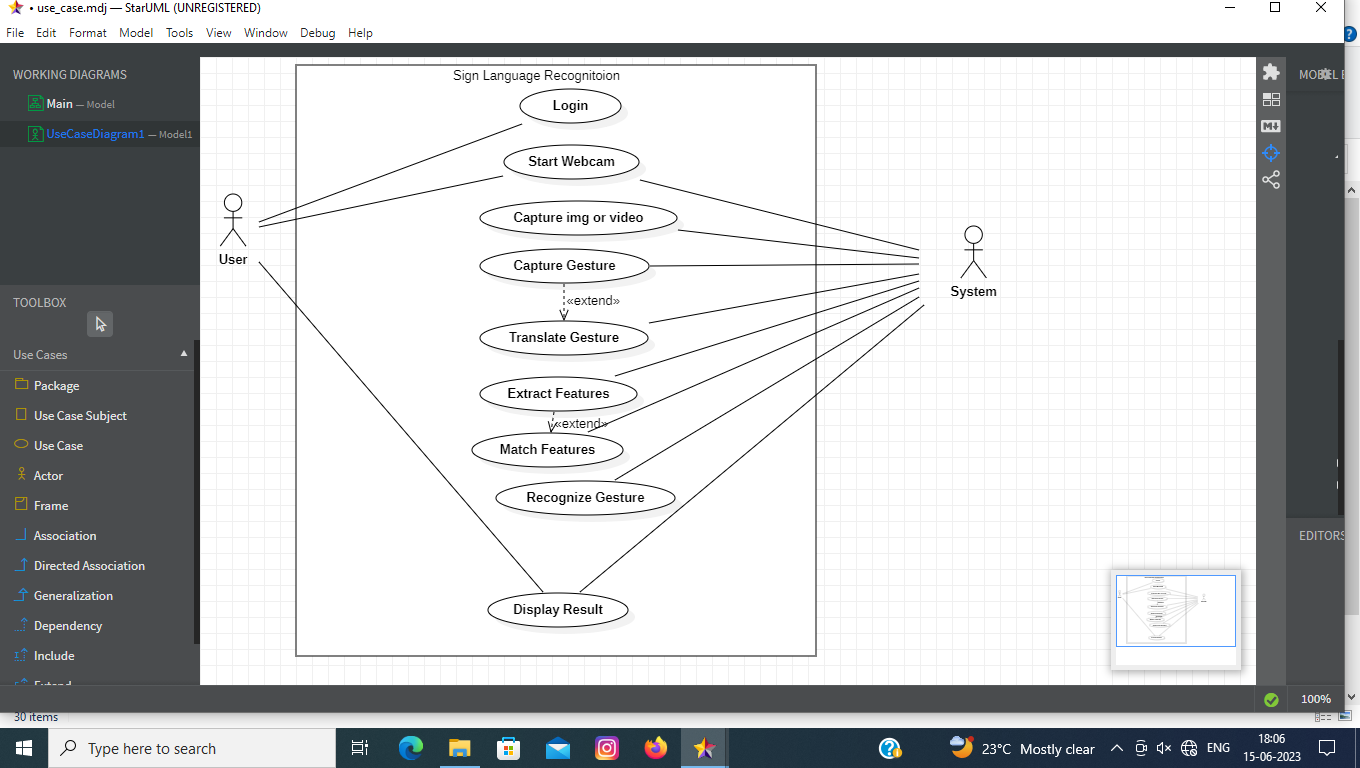 • use_case.mdj — StarUML (UNREGISTERED)
File Edit Format Model Tools View Window Debug Help
WORKING DIAGRAMS
Main — Model
UseCaseDiagram1 — Model1
TOOLBOX
Use Cases
Package
Use Case Subject
Use Case
Actor
Frame
Association
Directed Association
Generalization
Dependency
Include
Extend
Sign Language Recognitoion
Login
Start Webcam
Capture img or video
Capture Gesture
«extend»
Translate Gesture
Extract Features
«extend»
Match Features
Recognize Gesture
Display Result
User
System
EDITORS
100%
30 items
Type here to search
23°C Mostly clear
ENG
18:06
15-06-2023